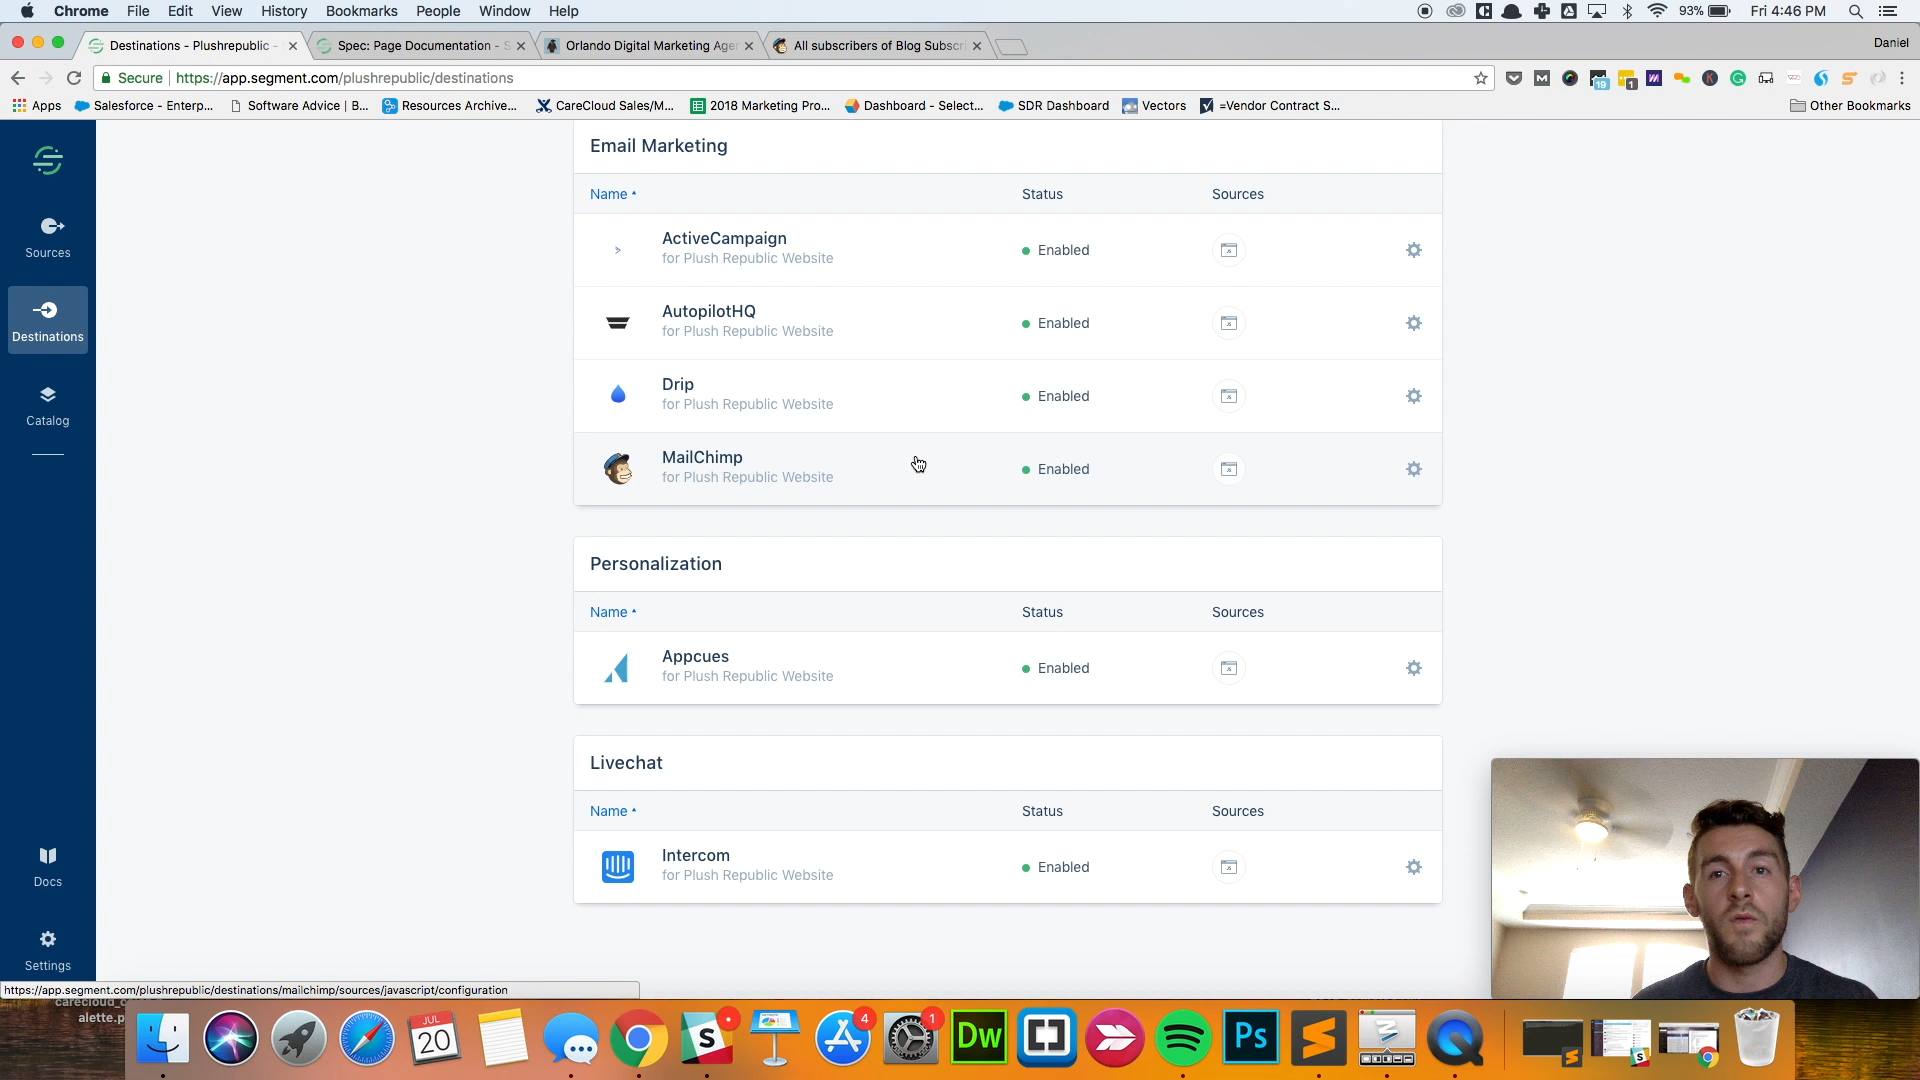 Chrome File Edit View History Bookmarks People Window Help 93% Fri 4:46 PM
Destinations - Plushrepublic - Spec: Page Documentation - S Orlando Digital Marketing Age All subscribers of Blog Subscr Daniel
Secure https://app.segment.com/plushrepublic/destinations
Apps Salesforce - Enterp... Software Advice | B... Resources Archive... CareCloud Sales/M... 2018 Marketing Pro... Dashboard - Select... SDR Dashboard Vectors =Vendor Contract S... Other Bookmarks
Sources
Destinations
Catalog
Docs
Settings
Email Marketing
Name Status Sources
ActiveCampaign
for Plush Republic Website
Enabled
AutopilotHQ
for Plush Republic Website
Enabled
Drip
for Plush Republic Website
Enabled
MailChimp
for Plush Republic Website
Enabled
Personalization
Name Status Sources
Appcues
for Plush Republic Website
Enabled
Livechat
Name Status Sources
Intercom
for Plush Republic Website
Enabled
https://app.segment.com/plushrepublic/destinations/mailchimp/sources/javascript/configuration
alette.p
JUL
20
4
1
Dw
Ps